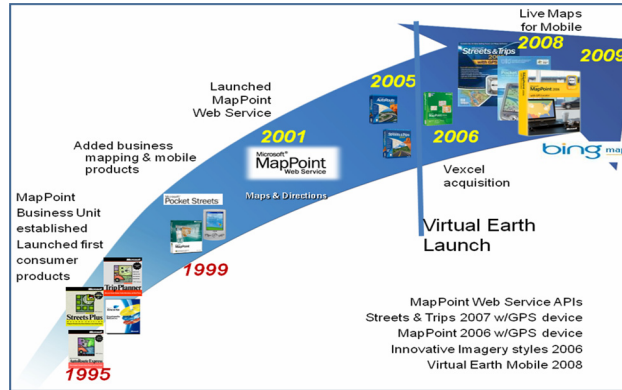 Live Maps
for Mobile
2008
2009
2005
Launched
MapPoint
Web Service
2001
2006
Added business
mapping & mobile
products
Microsoft®
MapPoint
Web Service
Maps & Directions
bing map
Vexcel
acquisition
MapPoint
Business Unit
established
Launched first
consumer
products
Pocket Streets
1999
Virtual Earth
Launch
Streets & Trips
MapPoint
TripPlanner
Streets Plus
1995
MapPoint Web Service APIs
Streets & Trips 2007 w/GPS device
MapPoint 2006 w/GPS device
Innovative Imagery styles 2006
Virtual Earth Mobile 2008